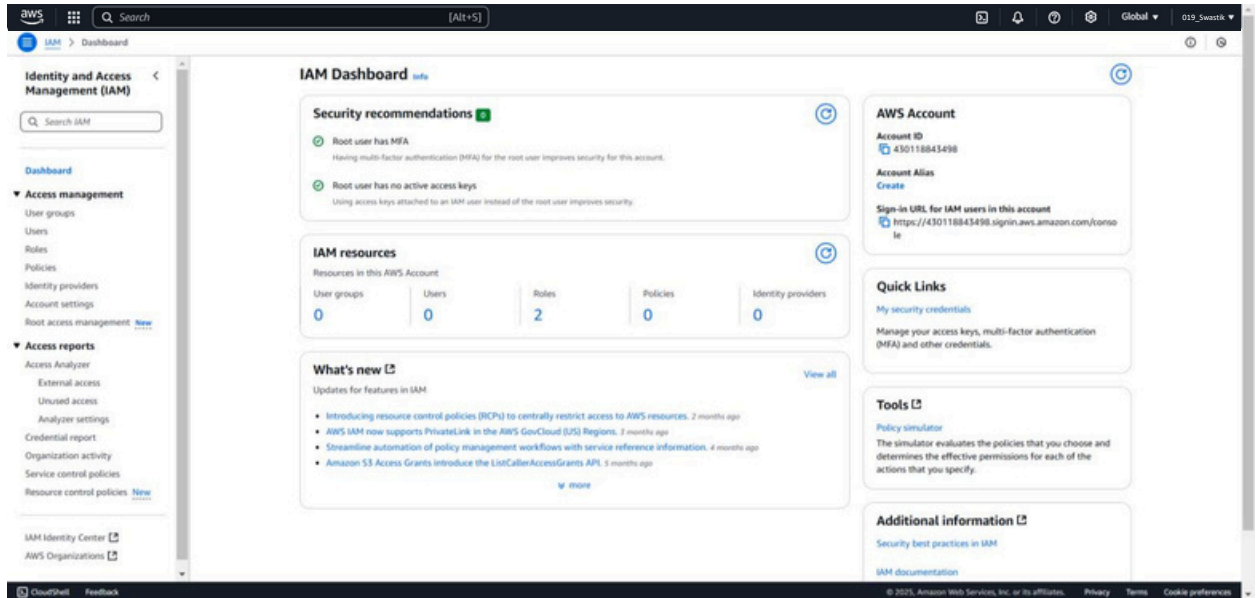 aws
Search
[Alt+S]
Global
019_Swastik
IAM > Dashboard
Identity and Access
Management (IAM)
Search IAM
Dashboard
Access management
User groups
Users
Roles
Policies
Identity providers
Account settings
Root access management New
Access reports
Access Analyzer
External access
Unused access
Analyzer settings
Credential report
Organization activity
Service control policies
Resource control policies New
IAM Identity Center
AWS Organizations
IAM Dashboard Info
Security recommendations 0
Root user has MFA
Having multi-factor authentication (MFA) for the root user improves security for this account.
Root user has no active access keys
Using access keys attached to an IAM user instead of the root user improves security.
IAM resources
Resources in this AWS Account
User groups Users Roles Policies Identity providers
0 0 2 0 0
What's new
View all
Updates for features in IAM
Introducing resource control policies (RCPs) to centrally restrict access to AWS resources. 2 months ago
AWS IAM now supports PrivateLink in the AWS GovCloud (US) Regions. 3 months ago
Streamline automation of policy management workflows with service reference information. 4 months ago
Amazon S3 Access Grants introduce the ListCallerAccessGrants API. 5 months ago
more
AWS Account
Account ID
430118843498
Account Alias
Create
Sign-in URL for IAM users in this account
https://430118843498.signin.aws.amazon.com/conso
le
Quick Links
My security credentials
Manage your access keys, multi-factor authentication
(MFA) and other credentials.
Tools
Policy simulator
The simulator evaluates the policies that you choose and
determines the effective permissions for each of the
actions that you specify.
Additional information
Security best practices in IAM
IAM documentation
CloudShell Feedback
© 2025, Amazon Web Services, Inc. or its affiliates. Privacy Terms Cookie preferences